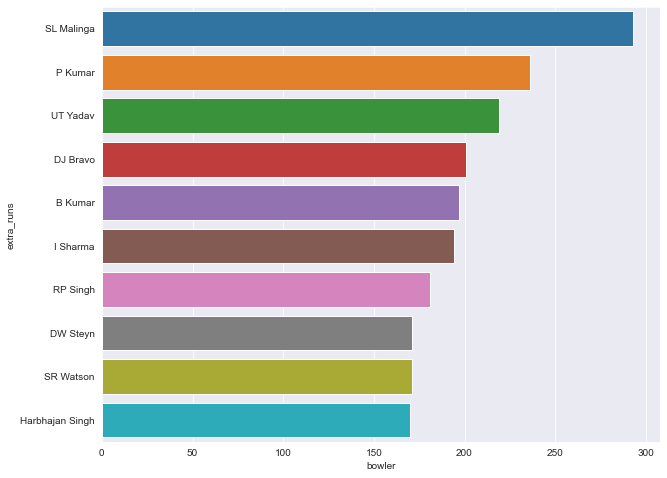 SL Malinga
P Kumar
UT Yadav
DJ Bravo
B Kumar
I Sharma
RP Singh
DW Steyn
SR Watson
Harbhajan Singh
extra_runs
0 50 100 150 200 250 300
bowler